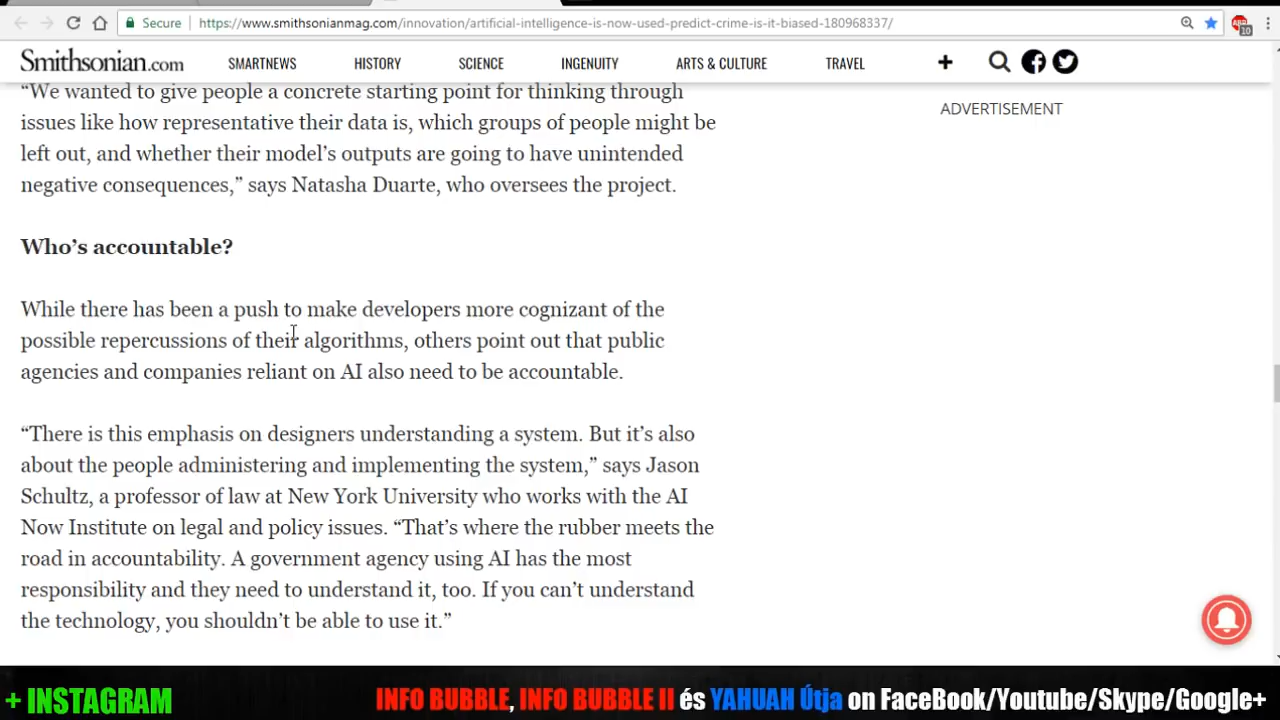 Secure
https://www.smithsonianmag.com/innovation/artificial-intelligence-is-now-used-predict-crime-is-it-biased-180968337/
10
Smithsonian.com SMARTNEWS HISTORY SCIENCE INGENUITY ARTS & CULTURE TRAVEL
ADVERTISEMENT
“We wanted to give people a concrete starting point for thinking through
issues like how representative their data is, which groups of people might be
left out, and whether their model’s outputs are going to have unintended
negative consequences,” says Natasha Duarte, who oversees the project.
Who’s accountable?
While there has been a push to make developers more cognizant of the
possible repercussions of their algorithms, others point out that public
agencies and companies reliant on AI also need to be accountable.
“There is this emphasis on designers understanding a system. But it’s also
about the people administering and implementing the system,” says Jason
Schultz, a professor of law at New York University who works with the AI
Now Institute on legal and policy issues. “That’s where the rubber meets the
road in accountability. A government agency using AI has the most
responsibility and they need to understand it, too. If you can’t understand
the technology, you shouldn’t be able to use it.”
+ INSTAGRAM
INFO BUBBLE, INFO BUBBLE II és YAHUAH Útja on FaceBook/Youtube/Skype/Google+